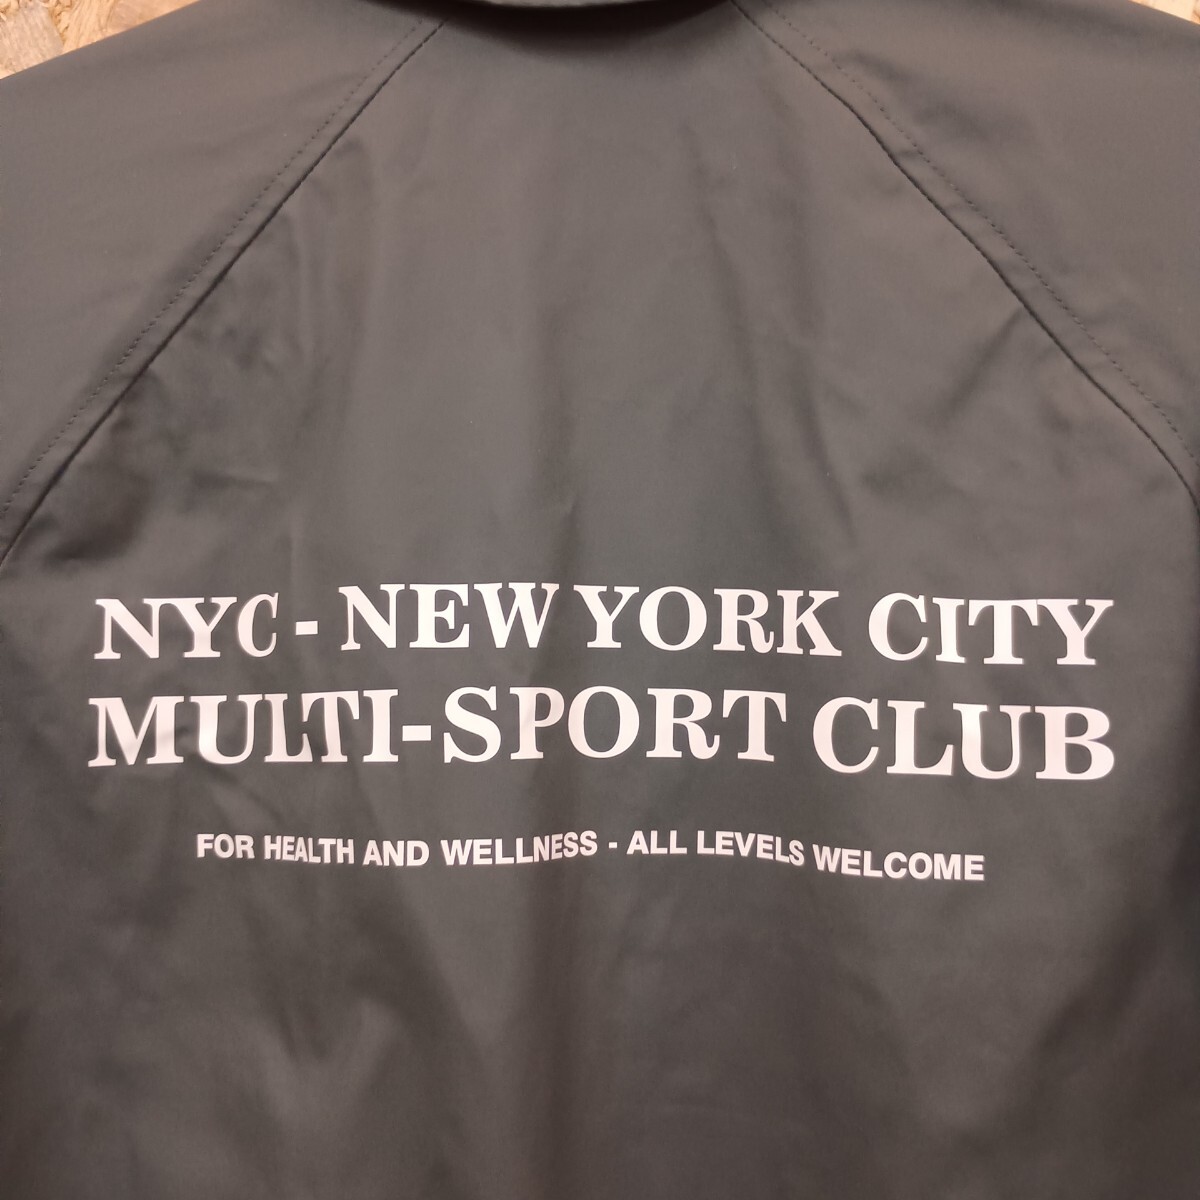 NYC - NEW YORK CITY
MULTI-SPORT CLUB
FOR HEALTH AND WELLNESS - ALL LEVELS WELCOME